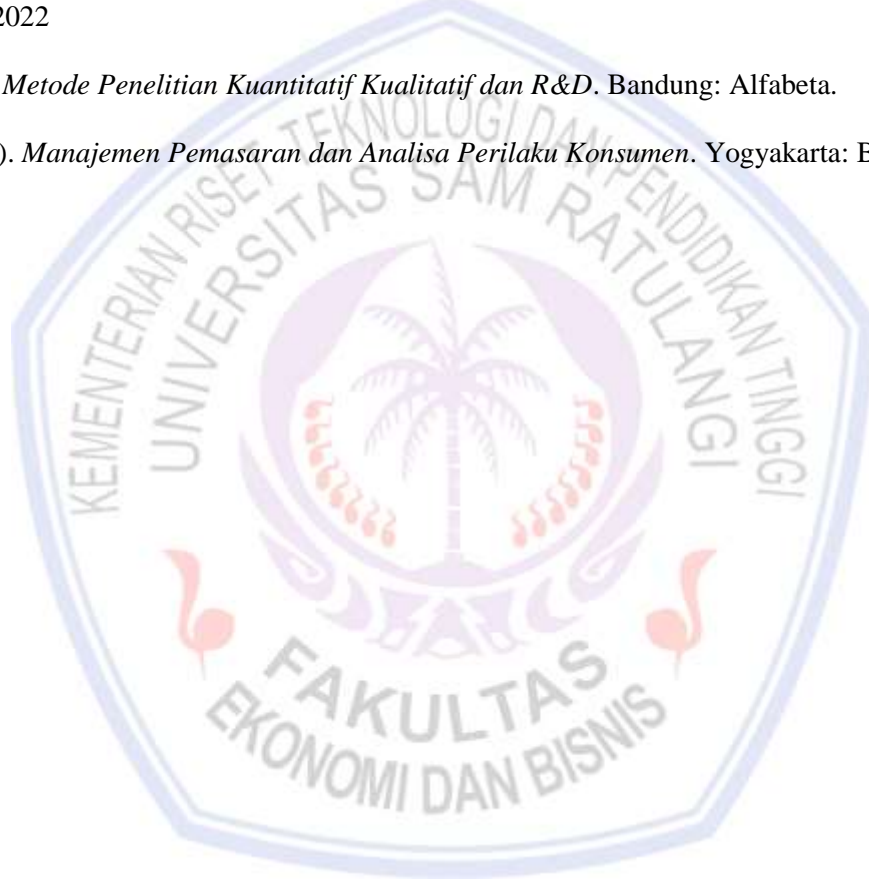 2022
Metode Penelitian Kuantitatif Kualitatif dan R&D. Bandung: Alfabeta.
). Manajemen Pemasaran dan Analisa Perilaku Konsumen. Yogyakarta: B
KEMENTERIAN RISET TEKNOLOGI DAN PENDIDIKAN TINGGI
UNIVERSITAS SAM RATULANGI
FAKULTAS
EKONOMI DAN BISNIS